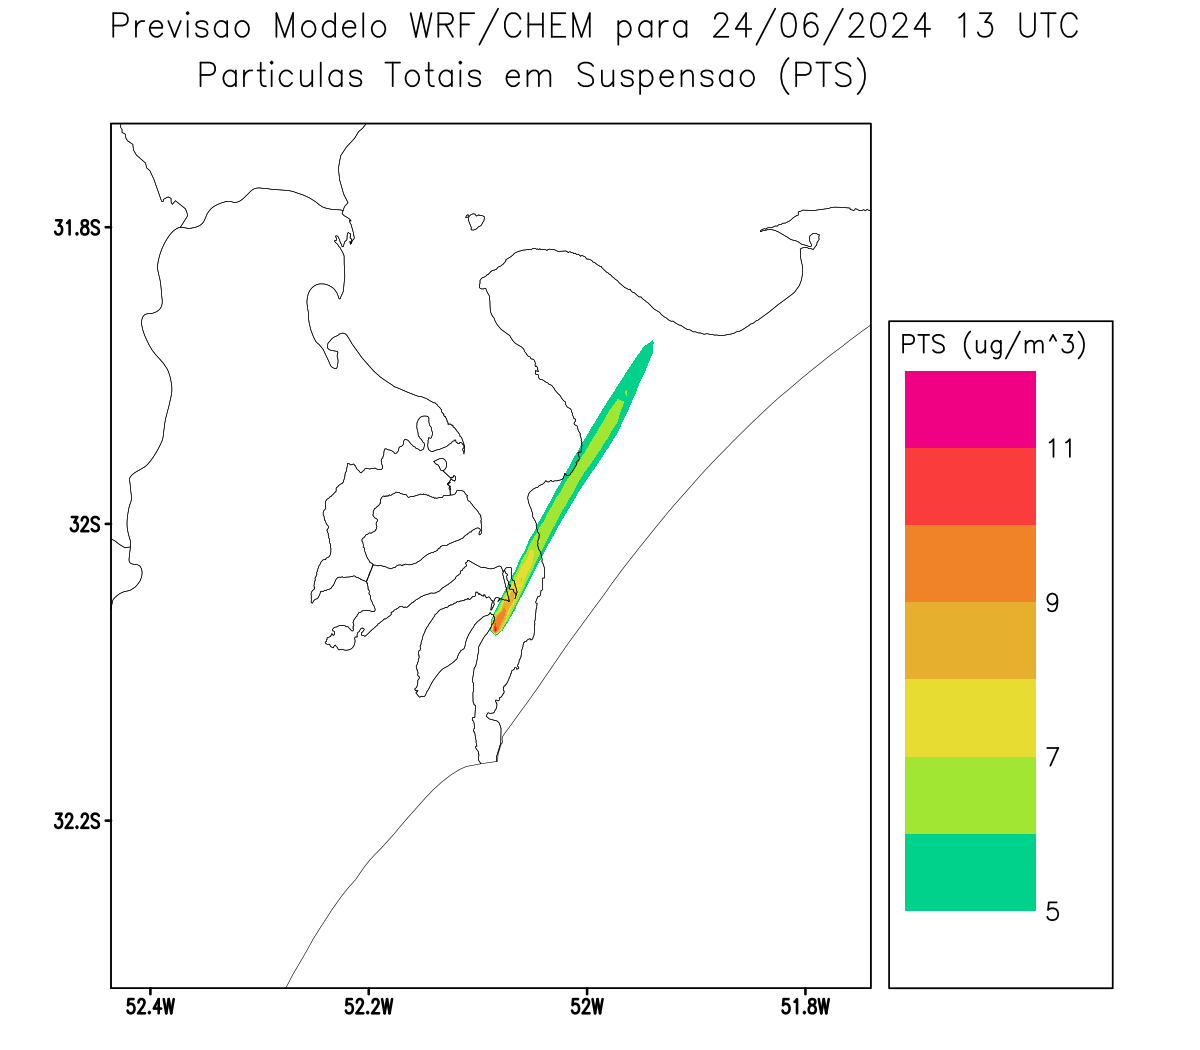 Previsao Modelo WRF/CHEM para 24/06/2024 13 UTC
Particulas Totais em Suspensao (PTS)
31.8S
32S
32.2S
52.4W
52.2W
52W
51.8W
PTS (ug/m^3)
11
9
7
5